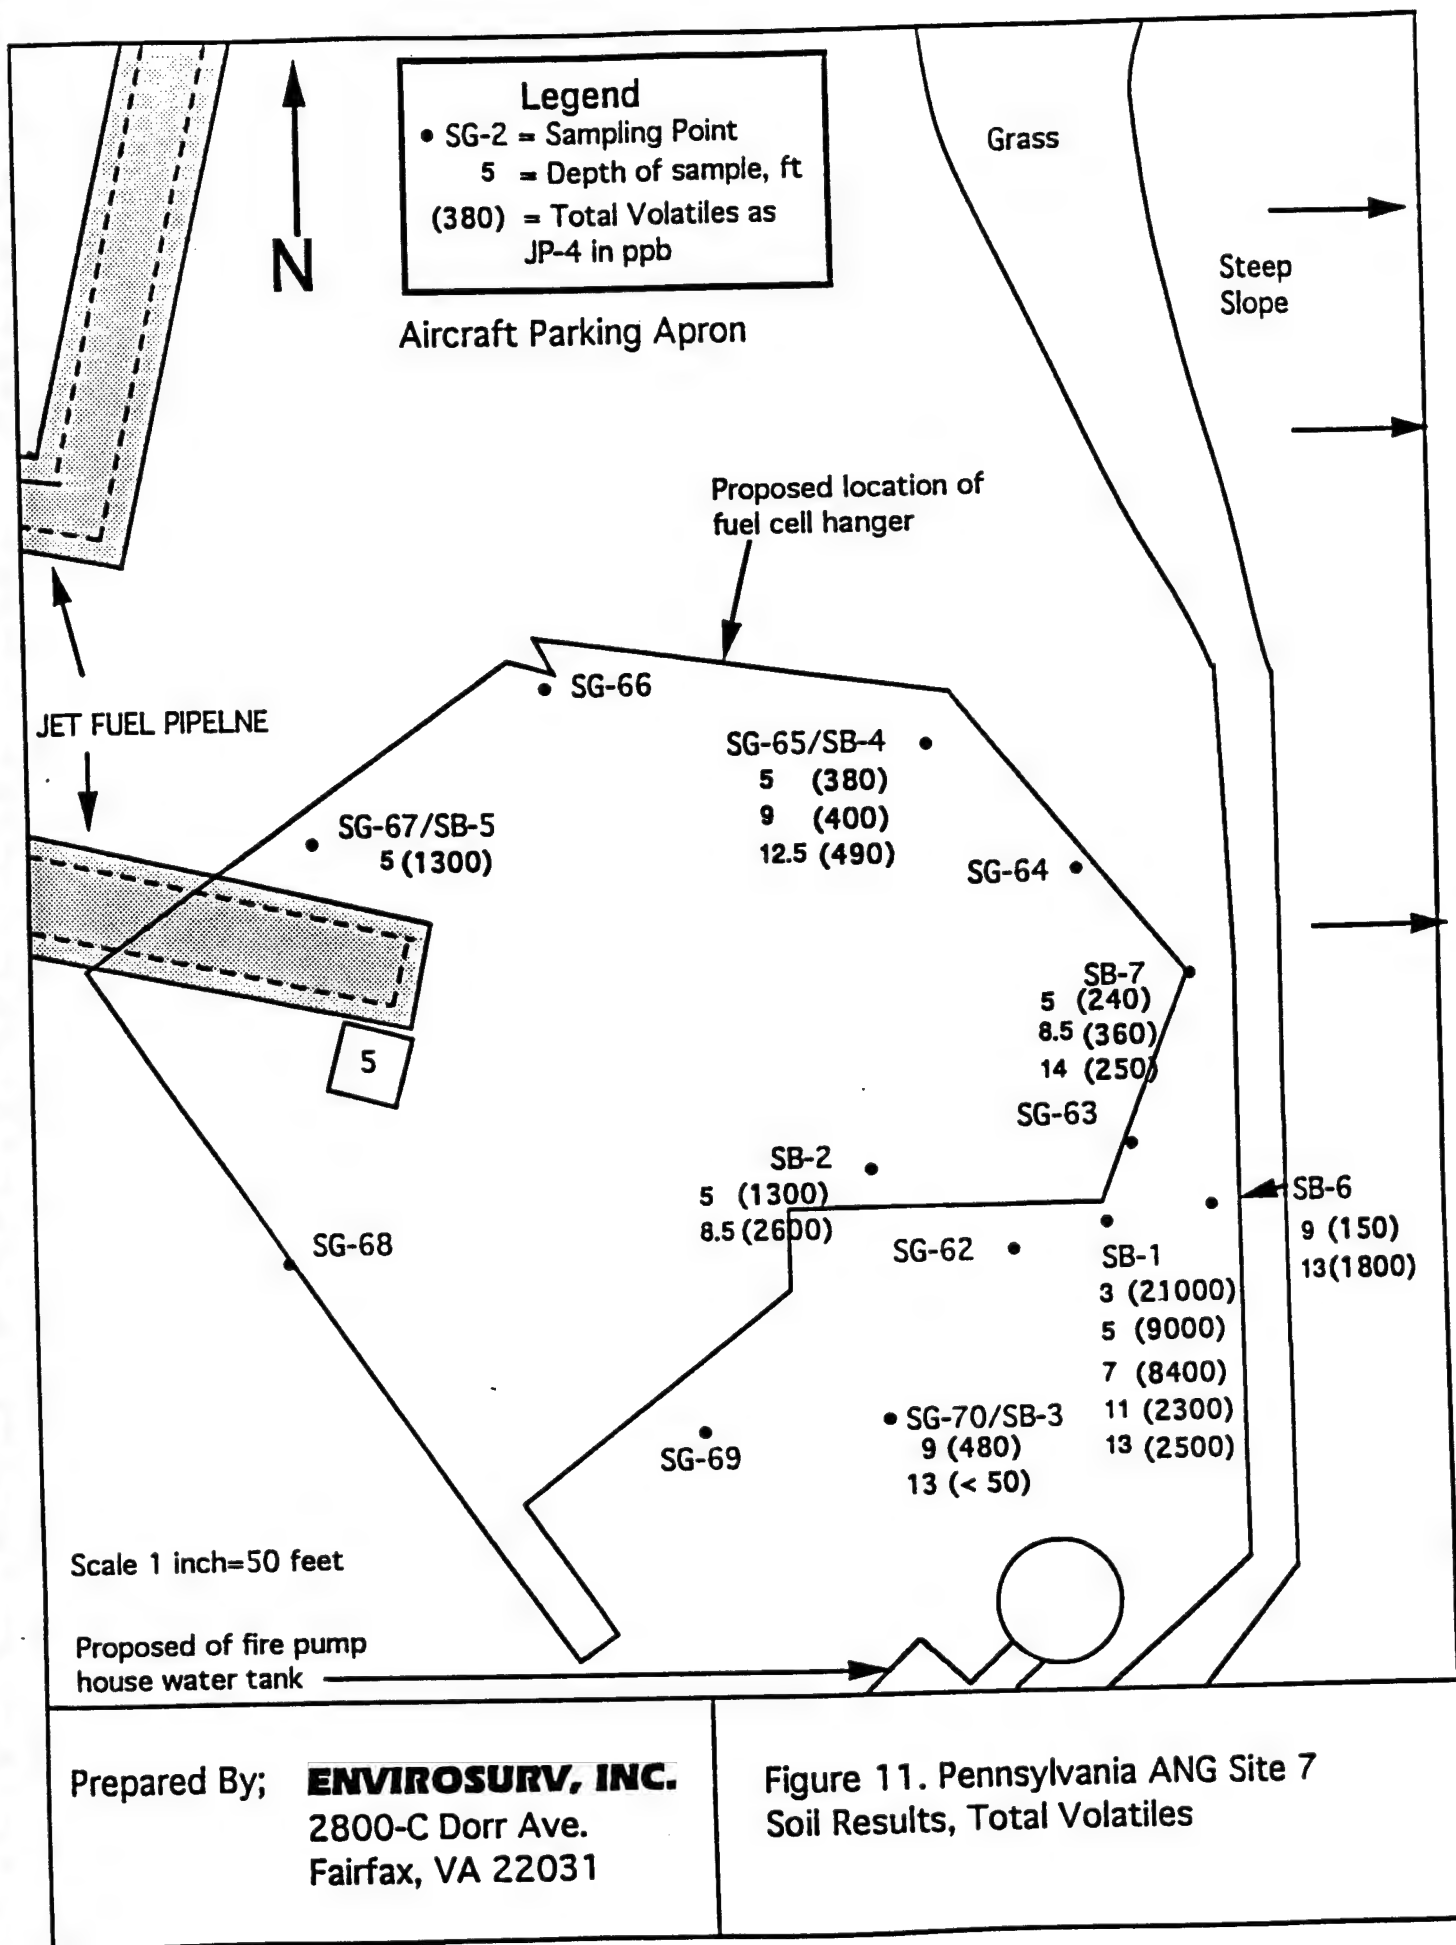 Legend
• SG-2 = Sampling Point
5 = Depth of sample, ft
(380) = Total Volatiles as
JP-4 in ppb
N
Grass
Steep
Slope
Aircraft Parking Apron
Proposed location of
fuel cell hanger
SG-66
JET FUEL PIPELNE
SG-65/SB-4
5 (380)
9 (400)
12.5 (490)
SG-67/SB-5
5 (1300)
SG-64
SB-7
5 (240)
8.5 (360)
14 (250)
5
SG-63
SB-2
5 (1300)
8.5 (2600)
SB-6
9 (150)
13 (1800)
SG-68
SG-62
SB-1
3 (21000)
5 (9000)
7 (8400)
11 (2300)
13 (2500)
SG-70/SB-3
9 (480)
13 (< 50)
SG-69
Scale 1 inch=50 feet
Proposed of fire pump
house water tank
Prepared By; ENVIROSURV, INC.
2800-C Dorr Ave.
Fairfax, VA 22031
Figure 11. Pennsylvania ANG Site 7
Soil Results, Total Volatiles